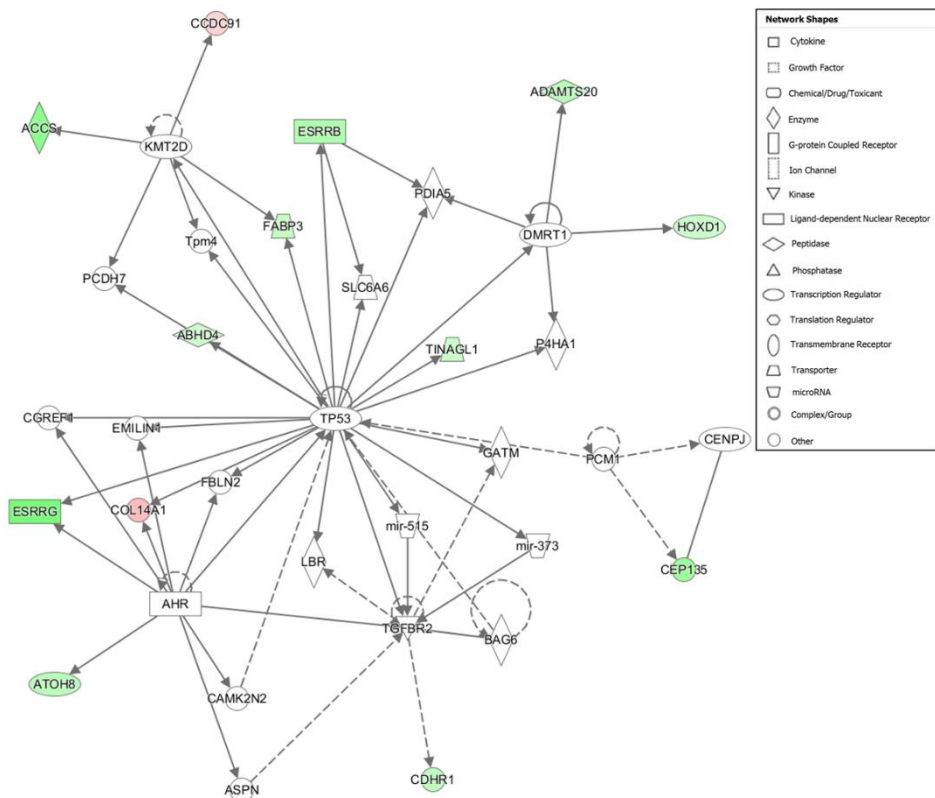 CCDC91
ACCS
KMT2D
ESRRB
ADAMTS20
PDIA5
FABP3
Tpm4
DMRT1
HOXD1
PCDH7
SLC6A6
ABHD4
TINAGL1
P4HA1
TP53
CGREF1
EMILIN1
GATM
PCM1
CENPJ
FBLN2
COL14A1
ESRRG
mir-515
mir-373
LBR
CEP135
AHR
TGFBR2
BAG6
ATOH8
CAMK2N2
CDHR1
ASPN
Network Shapes
Cytokine
Growth Factor
Chemical/Drug/Toxicant
Enzyme
G-protein Coupled Receptor
Ion Channel
Kinase
Ligand-dependent Nuclear Receptor
Peptidase
Phosphatase
Transcription Regulator
Translation Regulator
Transmembrane Receptor
Transporter
microRNA
Complex/Group
Other